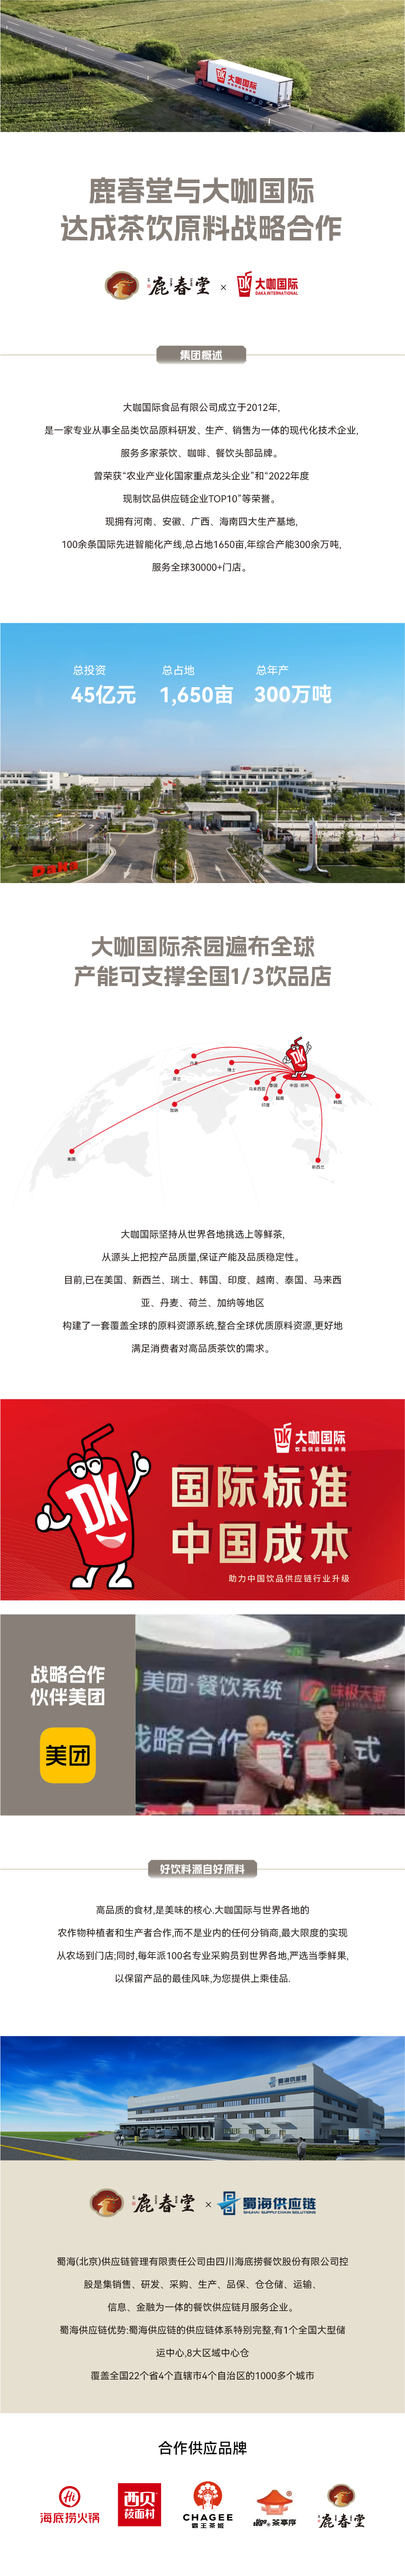 大咖国际
鹿春堂与大咖国际
达成茶饮原料战略合作
鹿春堂 × 大咖国际
DAKA INTERNATIONAL
集团概述
大咖国际食品有限公司成立于2012年,
是一家专业从事全品类饮品原料研发、生产、销售为一体的现代化技术企业,
服务多家茶饮、咖啡、餐饮头部品牌。
曾荣获“农业产业化国家重点龙头企业”和“2022年度
现制饮品供应链企业TOP10”等荣誉。
现拥有河南、安徽、广西、海南四大生产基地,
100余条国际先进智能化产线,总占地1650亩,年综合产能300余万吨,
服务全球30000+门店。
总投资 总占地 总年产
45亿元 1,650亩 300万吨
DaKa
大咖国际茶园遍布全球
产能可支撑全国1/3饮品店
DK
丹麦
瑞士
荷兰
马来西亚 泰国 中国·郑州
越南
印度
韩国
加纳
美国
新西兰
大咖国际坚持从世界各地挑选上等鲜茶,
从源头上把控产品质量,保证产能及品质稳定性。
目前,已在美国、新西兰、瑞士、韩国、印度、越南、泰国、马来西
亚、丹麦、荷兰、加纳等地区
构建了一套覆盖全球的原料资源系统,整合全球优质原料资源,更好地
满足消费者对高品质茶饮的需求。
DK 大咖国际
饮品供应链服务商
DK
国际标准
中国成本
助力中国饮品供应链行业升级
战略合作
伙伴美团
美团
美团·餐饮系统 味极天骄
战略合作签 式
好饮料源自好原料
高品质的食材,是美味的核心.大咖国际与世界各地的
农作物种植者和生产者合作,而不是业内的任何分销商,最大限度的实现
从农场到门店;同时,每年派100名专业采购员到世界各地,严选当季鲜果,
以保留产品的最佳风味,为您提供上乘佳品.
蜀海供应链
鹿春堂 × 蜀海供应链
SHUHAI SUPPLY CHAIN SOLUTIONS
蜀海(北京)供应链管理有限责任公司由四川海底捞餐饮股份有限公司控
股是集销售、研发、采购、生产、品保、仓仓储、运输、
信息、金融为一体的餐饮供应链月服务企业。
蜀海供应链优势:蜀海供应链的供应链体系特别完整,有1个全国大型储
运中心,8大区域中心仓
覆盖全国22个省4个直辖市4个自治区的1000多个城市
合作供应品牌
Hi
海底捞火锅
西贝
莜面村
CHAGEE
霸王茶姬
茶事序
鹿春堂